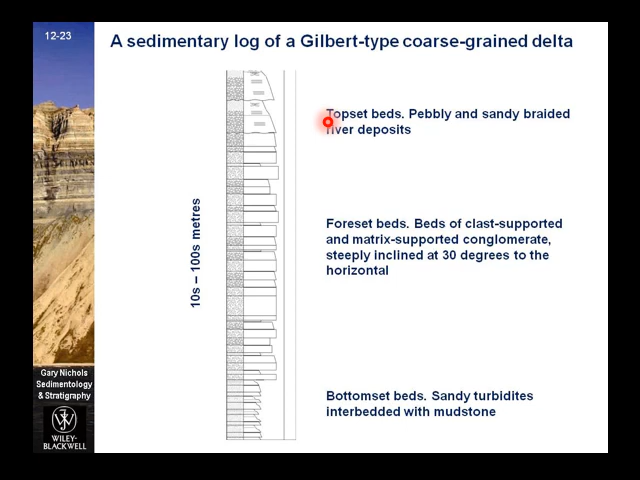 12-23
A sedimentary log of a Gilbert-type coarse-grained delta
Topset beds. Pebbly and sandy braided
river deposits
10s – 100s metres
Foreset beds. Beds of clast-supported
and matrix-supported conglomerate,
steeply inclined at 30 degrees to the
horizontal
Bottomset beds. Sandy turbidites
interbedded with mudstone
Gary Nichols
Sedimentology
& Stratigraphy
WILEY-
BLACKWELL